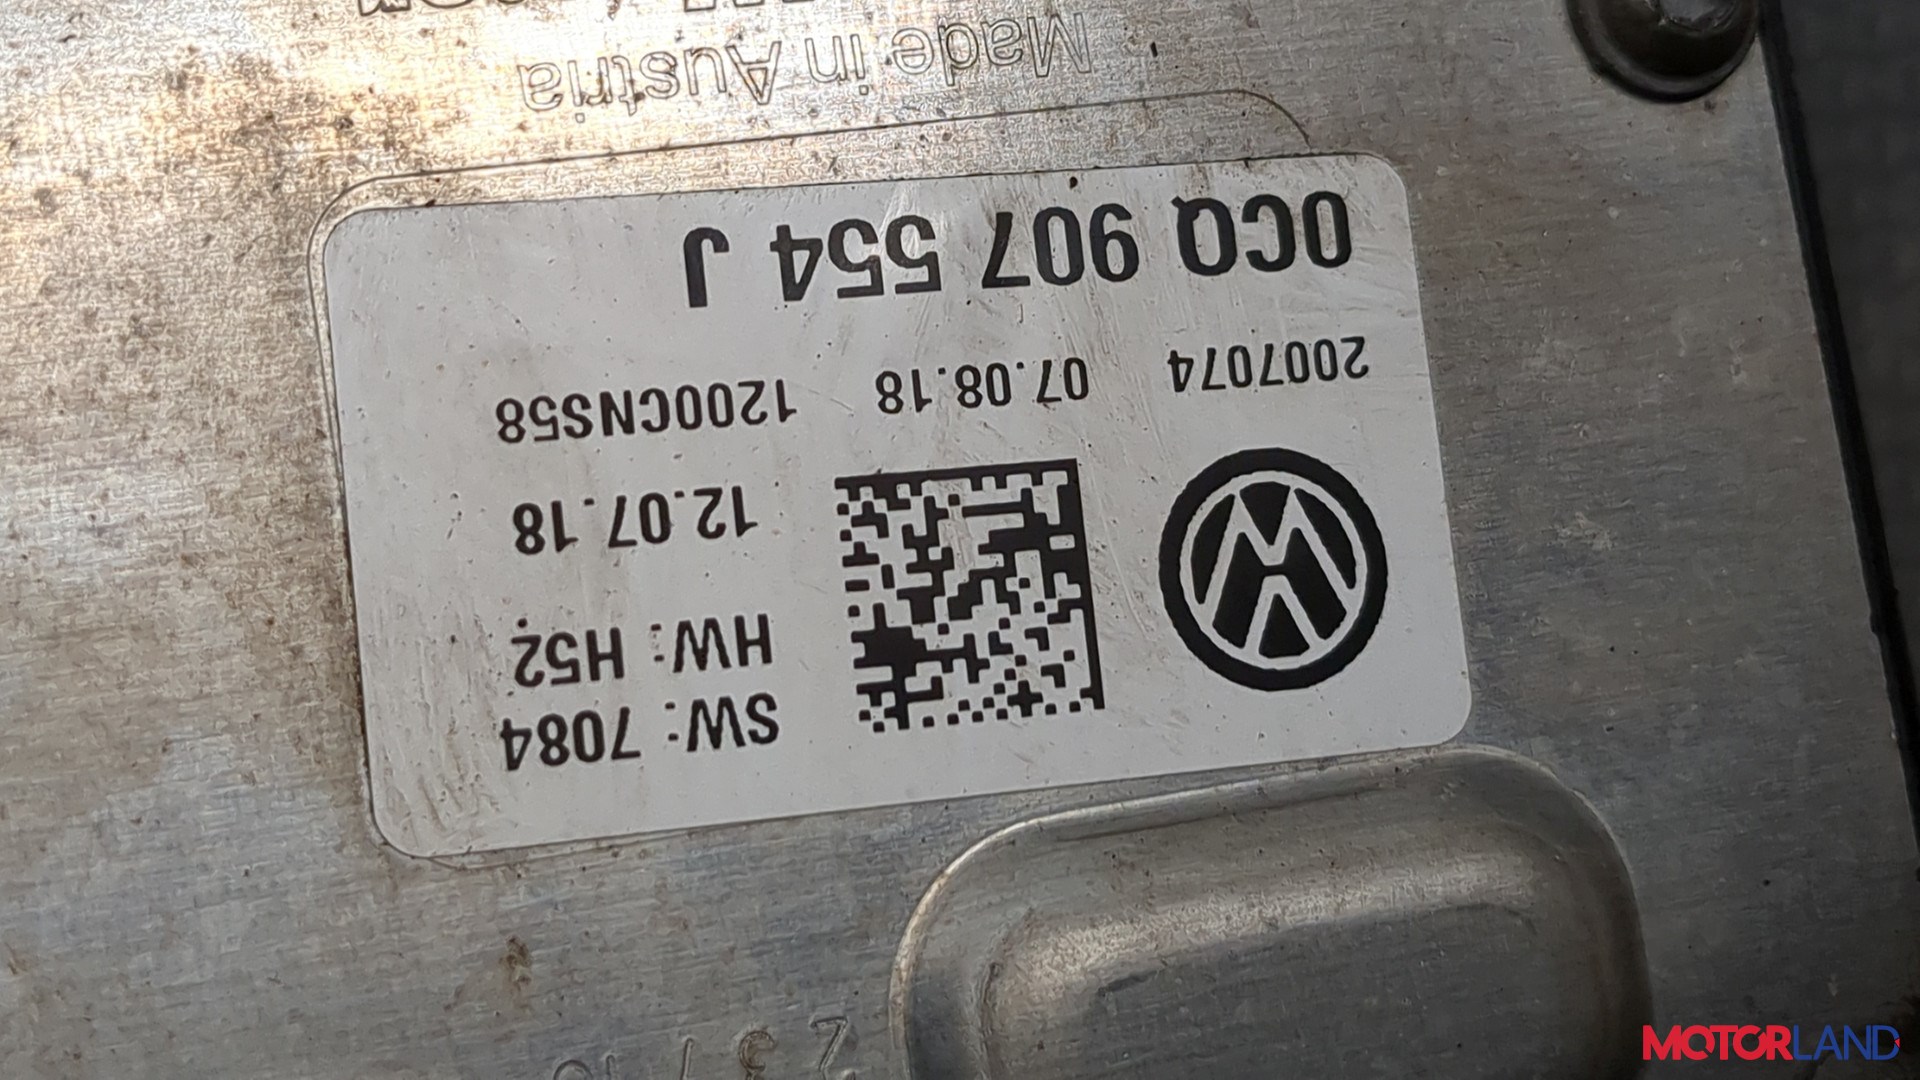 0CQ 907 554 J
2007074 07.08.18 1200CNS58
12.07.18
HW: H52
SW: 7084
Made in Austria
MOTORLAND